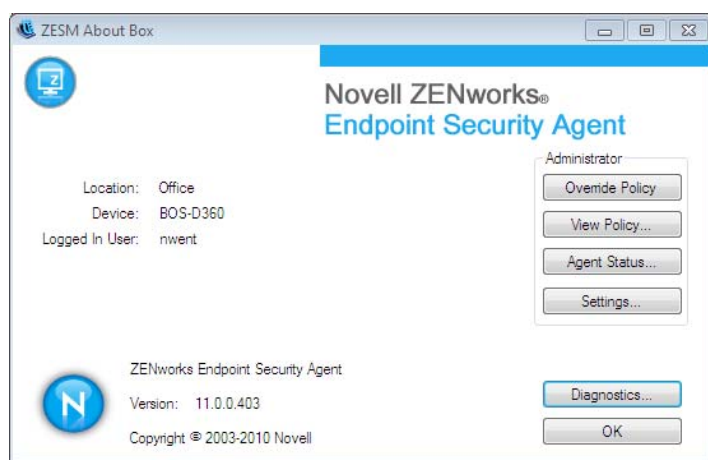 ZESM About Box
Z
Novell ZENworks®
Endpoint Security Agent
Location: Office
Device: BOS-D360
Logged In User: nwent
Administrator
Override Policy
View Policy...
Agent Status...
Settings...
N
ZENworks Endpoint Security Agent
Version: 11.0.0.403
Copyright © 2003-2010 Novell
Diagnostics...
OK